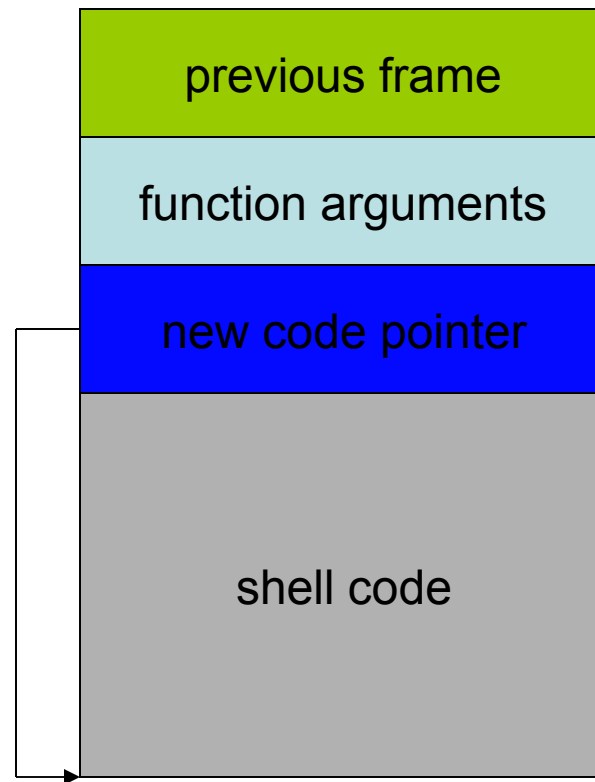 previous frame
function arguments
new code pointer
shell code